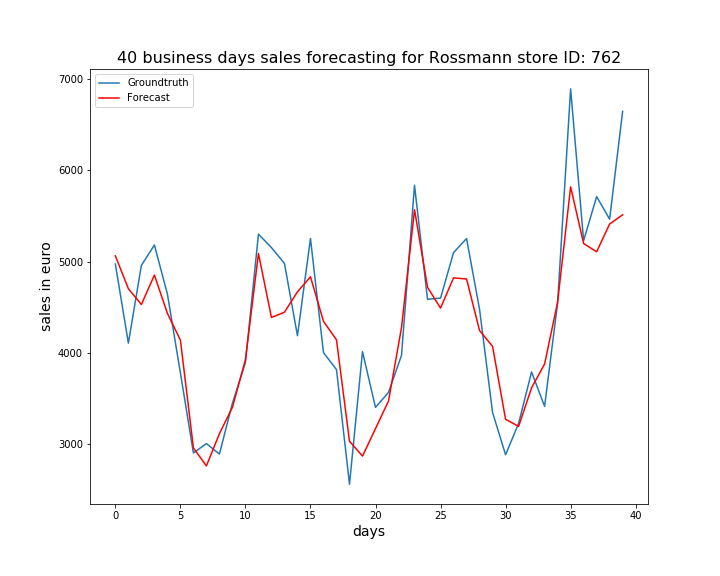 40 business days sales forecasting for Rossmann store ID: 762
Groundtruth
Forecast
7000
6000
5000
4000
3000
sales in euro
0 5 10 15 20 25 30 35 40
days